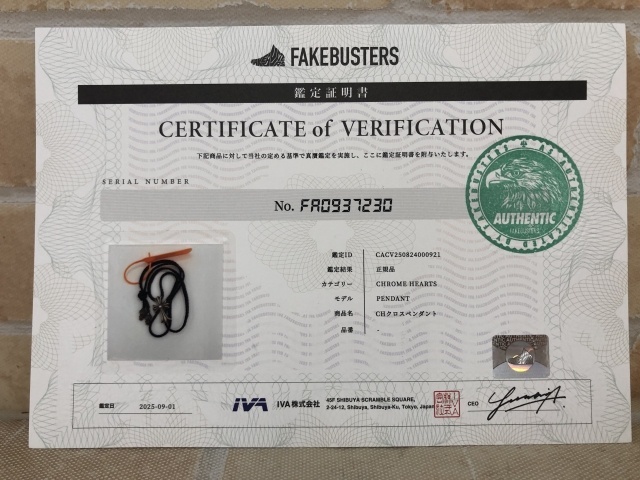 FAKEBUSTERS
鑑定証明書
CERTIFICATE of VERIFICATION
下記商品に対して当社の定める基準で真贋鑑定を実施し、ここに鑑定証明書を附与いたします。
SERIAL NUMBER
No. FA0937230
AUTHENTIC
FAKEBUSTERS
鑑定ID CACV250824000921
鑑定結果 正規品
カテゴリー CHROME HEARTS
モデル PENDANT
商品名 CHクロスペンダント
品番 -
鑑定日 2025-09-01
IVA IVA株式会社
45F SHIBUYA SCRAMBLE SQUARE,
2-24-12, Shibuya, Shibuya-Ku, Tokyo, Japan
CEO